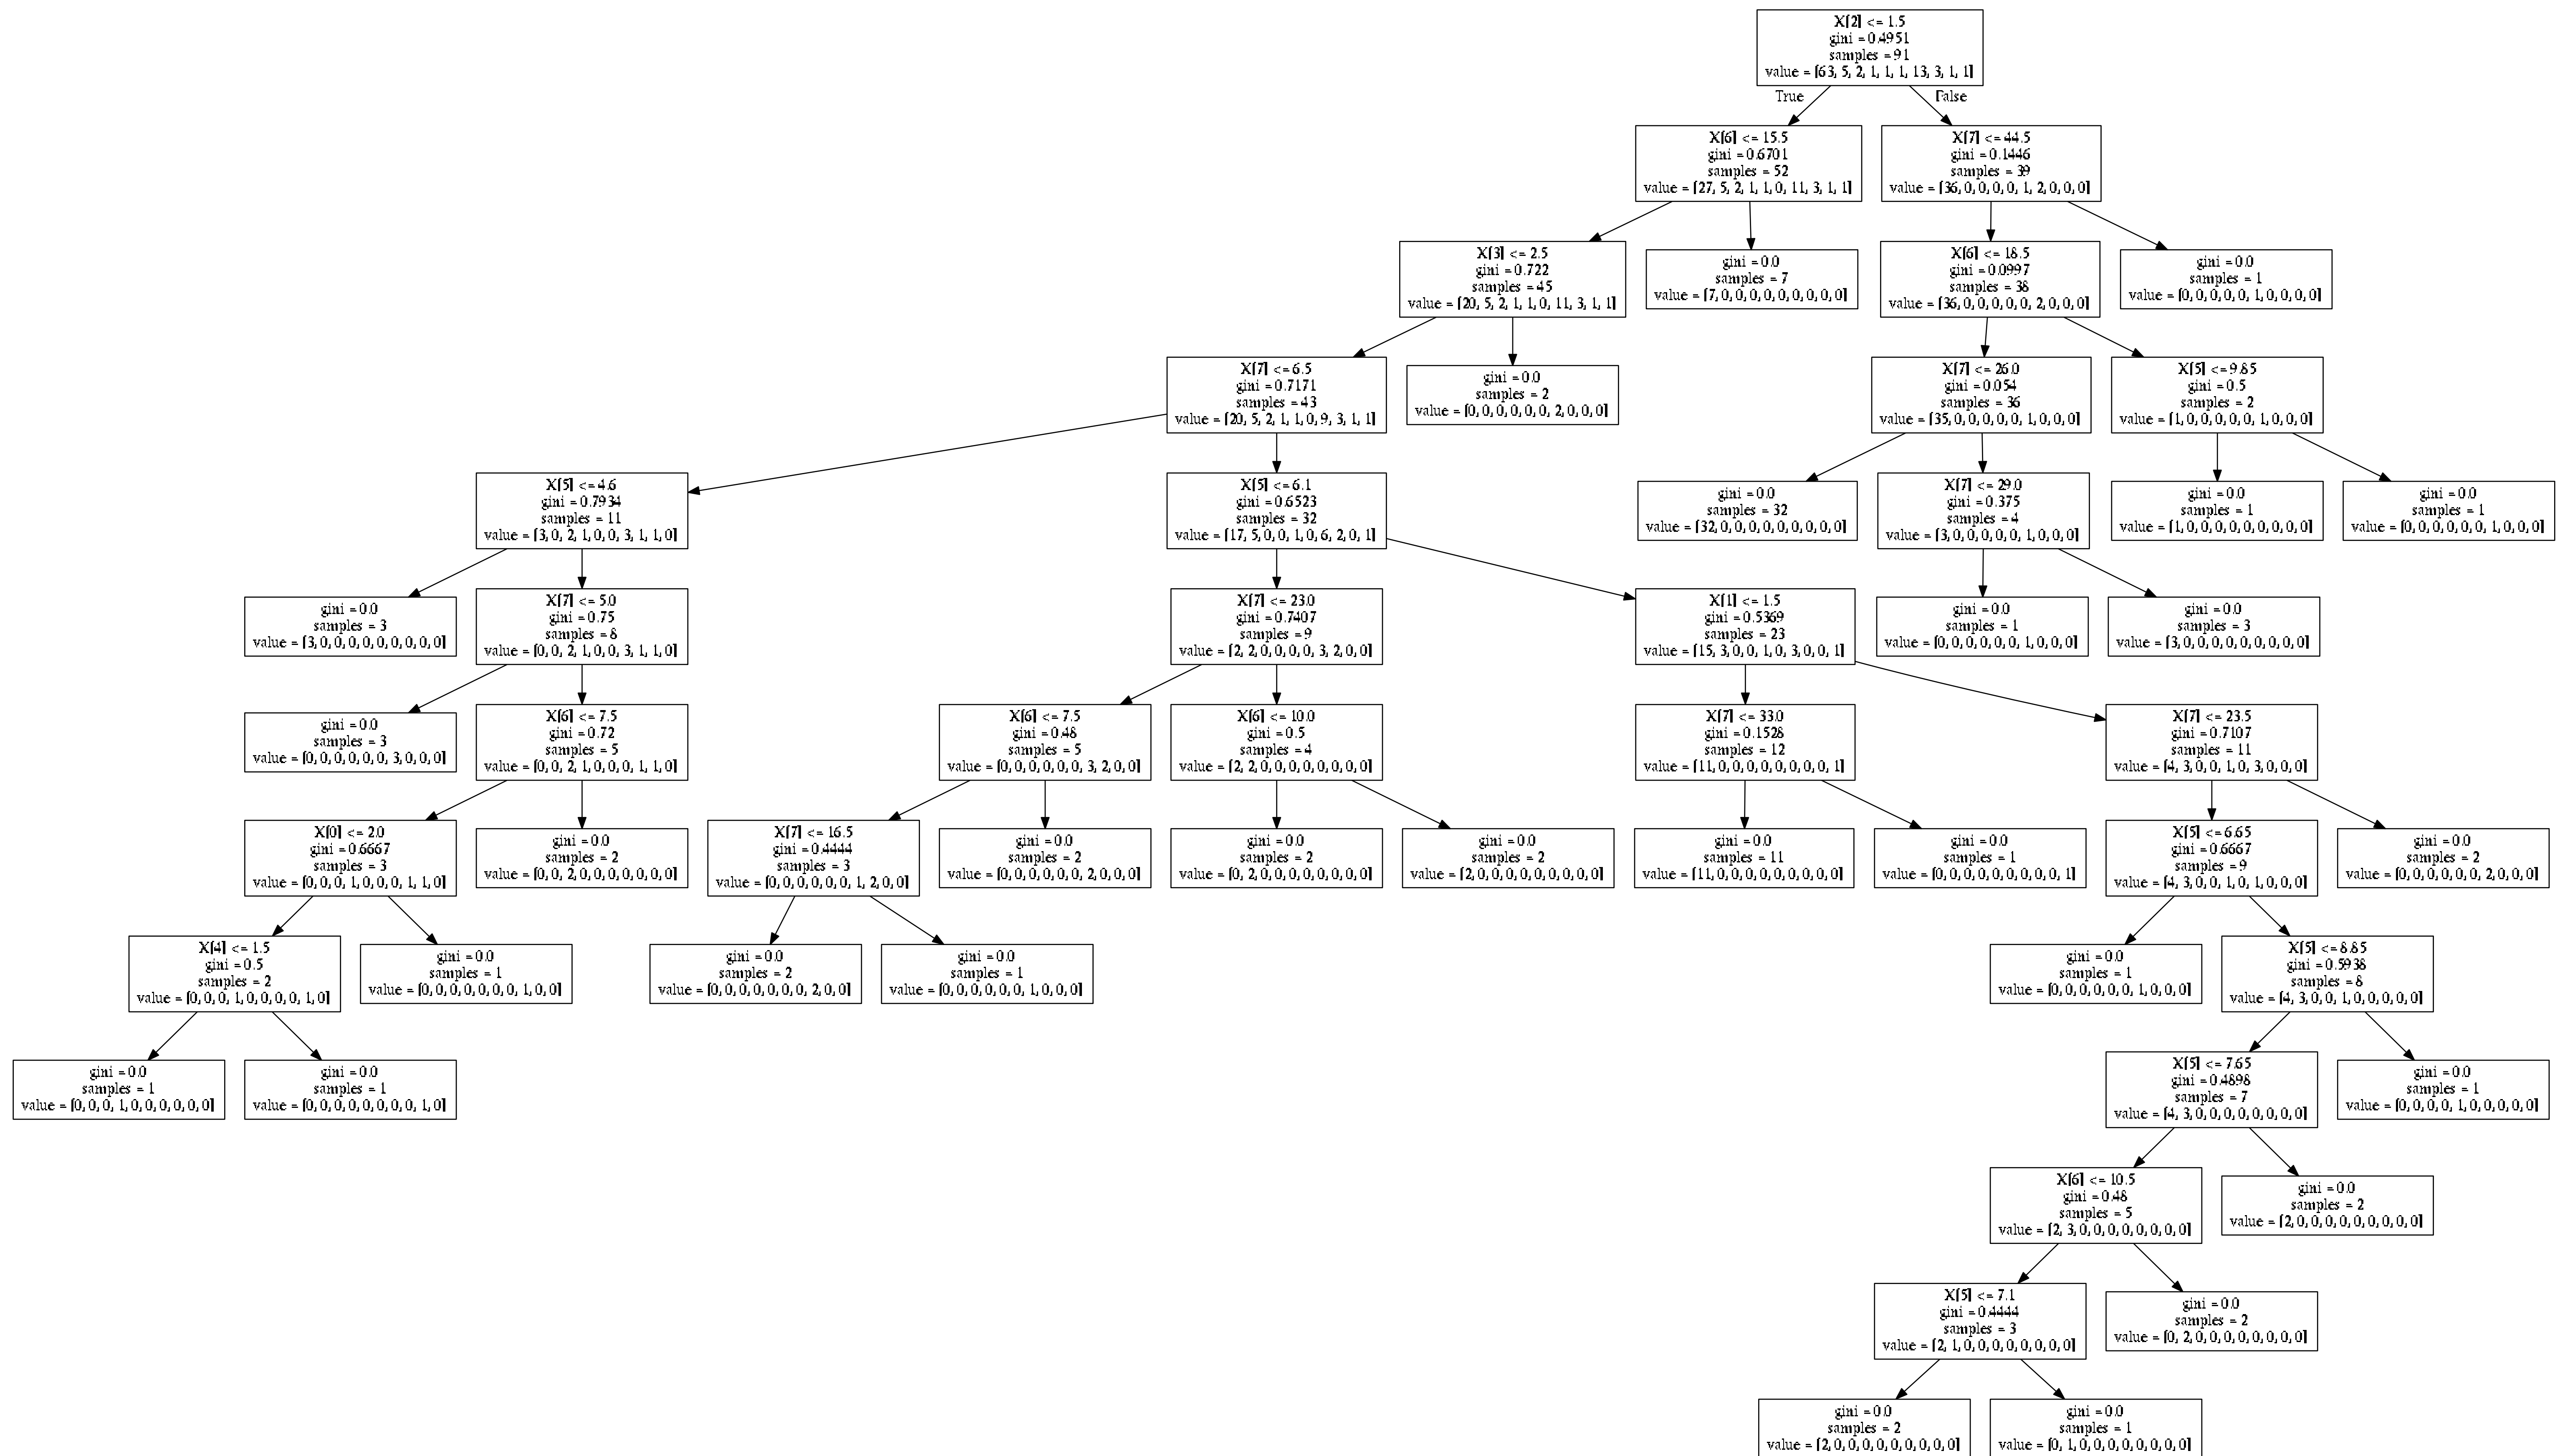 X[2] <= 1.5
gini = 0.4951
samples = 91
value = [63, 5, 2, 1, 1, 1, 13, 3, 1, 1]
True
False
X[6] <= 15.5
gini = 0.6701
samples = 52
value = [27, 5, 2, 1, 1, 0, 11, 3, 1, 1]
X[7] <= 44.5
gini = 0.1446
samples = 39
value = [36, 0, 0, 0, 0, 1, 2, 0, 0, 0]
X[3] <= 2.5
gini = 0.722
samples = 45
value = [20, 5, 2, 1, 1, 0, 11, 3, 1, 1]
gini = 0.0
samples = 7
value = [7, 0, 0, 0, 0, 0, 0, 0, 0, 0]
X[6] <= 18.5
gini = 0.0997
samples = 38
value = [36, 0, 0, 0, 0, 0, 2, 0, 0, 0]
gini = 0.0
samples = 1
value = [0, 0, 0, 0, 0, 1, 0, 0, 0, 0]
X[7] <= 6.5
gini = 0.7171
samples = 43
value = [20, 5, 2, 1, 1, 0, 9, 3, 1, 1]
gini = 0.0
samples = 2
value = [0, 0, 0, 0, 0, 0, 2, 0, 0, 0]
X[7] <= 26.0
gini = 0.054
samples = 36
value = [35, 0, 0, 0, 0, 0, 1, 0, 0, 0]
X[5] <= 9.85
gini = 0.5
samples = 2
value = [1, 0, 0, 0, 0, 0, 1, 0, 0, 0]
X[5] <= 4.6
gini = 0.7934
samples = 11
value = [3, 0, 2, 1, 0, 0, 3, 1, 1, 0]
X[5] <= 6.1
gini = 0.6523
samples = 32
value = [17, 5, 0, 0, 1, 0, 6, 2, 0, 1]
gini = 0.0
samples = 32
value = [32, 0, 0, 0, 0, 0, 0, 0, 0, 0]
X[7] <= 29.0
gini = 0.375
samples = 4
value = [3, 0, 0, 0, 0, 0, 1, 0, 0, 0]
gini = 0.0
samples = 1
value = [1, 0, 0, 0, 0, 0, 0, 0, 0, 0]
gini = 0.0
samples = 1
value = [0, 0, 0, 0, 0, 0, 1, 0, 0, 0]
gini = 0.0
samples = 3
value = [3, 0, 0, 0, 0, 0, 0, 0, 0, 0]
X[7] <= 5.0
gini = 0.75
samples = 8
value = [0, 0, 2, 1, 0, 0, 3, 1, 1, 0]
X[7] <= 23.0
gini = 0.7407
samples = 9
value = [2, 2, 0, 0, 0, 0, 3, 2, 0, 0]
X[1] <= 1.5
gini = 0.5369
samples = 23
value = [15, 3, 0, 0, 1, 0, 3, 0, 0, 1]
gini = 0.0
samples = 1
value = [0, 0, 0, 0, 0, 0, 1, 0, 0, 0]
gini = 0.0
samples = 3
value = [3, 0, 0, 0, 0, 0, 0, 0, 0, 0]
gini = 0.0
samples = 3
value = [0, 0, 0, 0, 0, 0, 3, 0, 0, 0]
X[6] <= 7.5
gini = 0.72
samples = 5
value = [0, 0, 2, 1, 0, 0, 0, 1, 1, 0]
X[6] <= 7.5
gini = 0.48
samples = 5
value = [0, 0, 0, 0, 0, 0, 3, 2, 0, 0]
X[6] <= 10.0
gini = 0.5
samples = 4
value = [2, 2, 0, 0, 0, 0, 0, 0, 0, 0]
X[7] <= 33.0
gini = 0.1528
samples = 12
value = [11, 0, 0, 0, 0, 0, 0, 0, 0, 1]
X[7] <= 23.5
gini = 0.7107
samples = 11
value = [4, 3, 0, 0, 1, 0, 3, 0, 0, 0]
X[0] <= 2.0
gini = 0.6667
samples = 3
value = [0, 0, 0, 1, 0, 0, 0, 1, 1, 0]
gini = 0.0
samples = 2
value = [0, 0, 2, 0, 0, 0, 0, 0, 0, 0]
X[7] <= 16.5
gini = 0.4444
samples = 3
value = [0, 0, 0, 0, 0, 0, 1, 2, 0, 0]
gini = 0.0
samples = 2
value = [0, 0, 0, 0, 0, 0, 2, 0, 0, 0]
gini = 0.0
samples = 2
value = [0, 2, 0, 0, 0, 0, 0, 0, 0, 0]
gini = 0.0
samples = 2
value = [2, 0, 0, 0, 0, 0, 0, 0, 0, 0]
gini = 0.0
samples = 11
value = [11, 0, 0, 0, 0, 0, 0, 0, 0, 0]
gini = 0.0
samples = 1
value = [0, 0, 0, 0, 0, 0, 0, 0, 0, 1]
X[5] <= 6.65
gini = 0.6667
samples = 9
value = [4, 3, 0, 0, 1, 0, 1, 0, 0, 0]
gini = 0.0
samples = 2
value = [0, 0, 0, 0, 0, 0, 2, 0, 0, 0]
X[4] <= 1.5
gini = 0.5
samples = 2
value = [0, 0, 0, 1, 0, 0, 0, 0, 1, 0]
gini = 0.0
samples = 1
value = [0, 0, 0, 0, 0, 0, 0, 1, 0, 0]
gini = 0.0
samples = 2
value = [0, 0, 0, 0, 0, 0, 0, 2, 0, 0]
gini = 0.0
samples = 1
value = [0, 0, 0, 0, 0, 0, 1, 0, 0, 0]
gini = 0.0
samples = 1
value = [0, 0, 0, 0, 0, 0, 1, 0, 0, 0]
X[5] <= 8.85
gini = 0.5938
samples = 8
value = [4, 3, 0, 0, 1, 0, 0, 0, 0, 0]
gini = 0.0
samples = 1
value = [0, 0, 0, 1, 0, 0, 0, 0, 0, 0]
gini = 0.0
samples = 1
value = [0, 0, 0, 0, 0, 0, 0, 0, 1, 0]
X[5] <= 7.65
gini = 0.4898
samples = 7
value = [4, 3, 0, 0, 0, 0, 0, 0, 0, 0]
gini = 0.0
samples = 1
value = [0, 0, 0, 0, 1, 0, 0, 0, 0, 0]
X[6] <= 10.5
gini = 0.48
samples = 5
value = [2, 3, 0, 0, 0, 0, 0, 0, 0, 0]
gini = 0.0
samples = 2
value = [2, 0, 0, 0, 0, 0, 0, 0, 0, 0]
X[5] <= 7.1
gini = 0.4444
samples = 3
value = [2, 1, 0, 0, 0, 0, 0, 0, 0, 0]
gini = 0.0
samples = 2
value = [0, 2, 0, 0, 0, 0, 0, 0, 0, 0]
gini = 0.0
samples = 2
value = [2, 0, 0, 0, 0, 0, 0, 0, 0, 0]
gini = 0.0
samples = 1
value = [0, 1, 0, 0, 0, 0, 0, 0, 0, 0]